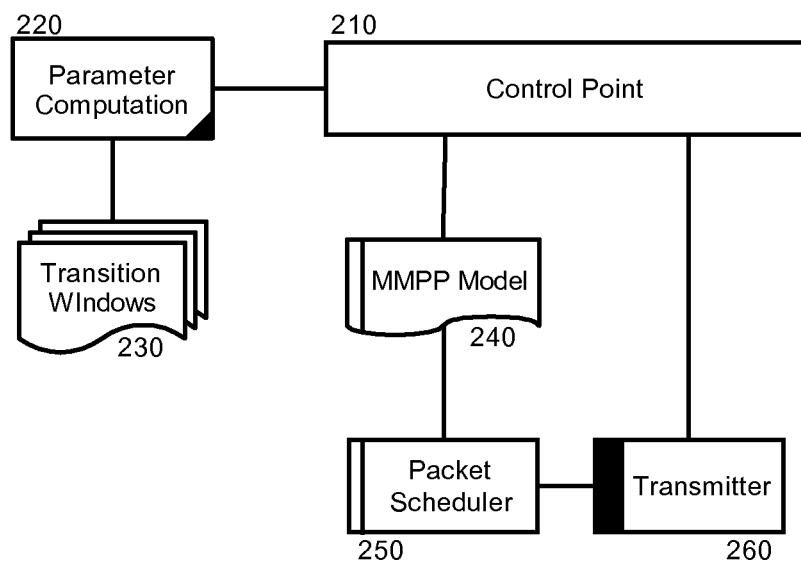 220
210
Parameter
Computation
Control Point
Transition
WIndows
230
MMPP Model
240
Packet
Scheduler
250
Transmitter
260